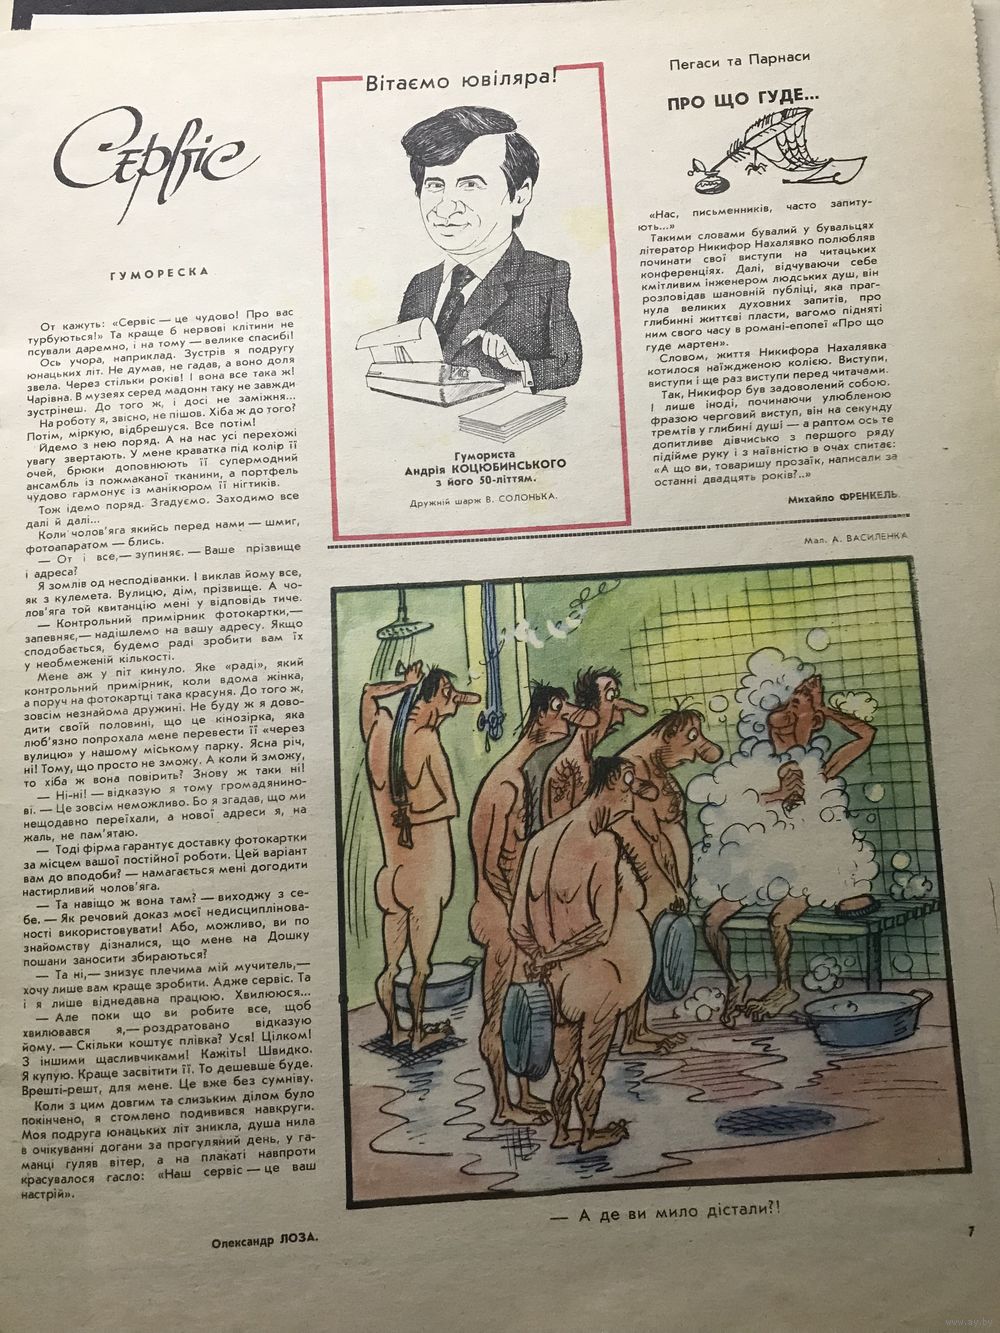 Сервіс
ГУМОРЕСКА
От кажуть: «Сервіс — це чудово! Про вас
турбуються!» Та краще б нервові клітини не
псували даремно, і на тому — велике спасибі!
Ось учора, наприклад. Зустрів я подругу
юнацьких літ. Не думав, не гадав, а воно доля
звела. Через стільки років! І вона все така ж!
Чарівна. В музеях серед мадонн таку не завжди
зустрінеш. До того ж, і досі не заміжня...
На роботу я, звісно, не пішов. Хіба ж до того?
Потім, міркую, відбрешуся. Все потім!
Йдемо з нею поряд. А на нас усі перехожі
увагу звертають. У мене краватка під колір її
очей, брюки доповнюють її супермодний
ансамбль із пожмаканої тканини, а портфель
чудово гармонує із манікюром її нігтиків.
Тож ідемо поряд. Згадуємо. Заходимо все
далі й далі...
Коли чолов'яга якийсь перед нами — шмиг,
фотоапаратом — блись.
— От і все,— зупиняє. — Ваше прізвище
і адреса?
Я зомлів од несподіванки. І виклав йому все,
як з кулемета. Вулицю, дім, прізвище. А чо-
лов'яга той квитанцію мені у відповідь тиче.
— Контрольний примірник фотокартки,—
запевняє,— надішлемо на вашу адресу. Якщо
сподобається, будемо раді зробити вам їх
у необмеженій кількості.
Мене аж у піт кинуло. Яке «раді», який
контрольний примірник, коли вдома жінка,
а поруч на фотокартці така красуня. До того ж,
зовсім незнайома дружині. Не буду ж я дово-
дити своїй половині, що це кінозірка, яка
люб'язно попрохала мене перевести її «через
вулицю» у нашому міському парку. Ясна річ,
ні! Тому, що просто не зможу. А коли й зможу,
то хіба ж вона повірить? Знову ж таки ні!
— Ні-ні! — відказую я тому громадянино-
ві. — Це зовсім неможливо. Бо я згадав, що ми
нещодавно переїхали, а нової адреси я, на
жаль, не пам'ятаю.
— Тоді фірма гарантує доставку фотокартки
за місцем вашої постійної роботи. Цей варіант
вам до вподоби? — намагається мені догодити
настирливий чолов'яга.
— Та навіщо ж вона там? — виходжу з се-
бе. — Як речовий доказ моєї недисципліноva-
ності використовувати! Або, можливо, ви по
знайомству дізналися, що мене на Дошку
пошани заносити збираються?
— Та ні,— знизує плечима мій мучитель,—
хочу лише вам краще зробити. Адже сервіс. Та
і я лише віднедавна працюю. Хвилююся...
— Але поки що ви робите все, щоб
хвилювався я,— роздратовано відказую
йому. — Скільки коштує плівка? Уся! Цілком!
З іншими щасливчиками! Кажіть! Швидко.
Я купую. Краще засвітити її. То дешевше буде.
Врешті-решт, для мене. Це вже без сумніву.
Коли з цим довгим та слизьким ділом було
покінчено, я стомлено подивився навкруги.
Моя подруга юнацьких літ зникла, душа нила
в очікуванні догани за прогуляний день, у га-
манці гуляв вітер, а на плакаті навпроти
красувалося гасло: «Наш сервіс — це ваш
настрій».
Олександр ЛОЗА.
Вітаємо ювіляра!
Гумориста
Андрія КОЦЮБИНСЬКОГО
з його 50-літтям.
Дружній шарж В. СОЛОНЬКА.
Пегаси та Парнаси
ПРО ЩО ГУДЕ...
«Нас, письменників, часто запиту-
ють...»
Такими словами бувалий у бувальцях
літератор Никифор Нахалявко полюбляв
починати свої виступи на читацьких
конференціях. Далі, відчуваючи себе
кмітливим інженером людських душ, він
розповідав шановній публіці, яка праг-
нула великих духовних запитів, про
глибинні життєві пласти, вагомо підняті
ним свого часу в романі-епопеї «Про що
гуде мартен».
Словом, життя Никифора Нахалявка
котилося наїждженою колією. Виступи,
виступи і ще раз виступи перед читачами.
Так, Никифор був задоволений собою.
І лише іноді, починаючи улюбленою
фразою черговий виступ, він на секунду
тремтів у глибині душі — а раптом ось те
допитливе дівчисько з першого ряду
підійме руку і з наївністю в очах спитає:
«А що ви, товаришу прозаїк, написали за
останні двадцять років?..»
Михайло ФРЕНКЕЛЬ.
Мал. А. ВАСИЛЕНКА
— А де ви мило дістали?!
7
www.ay.by